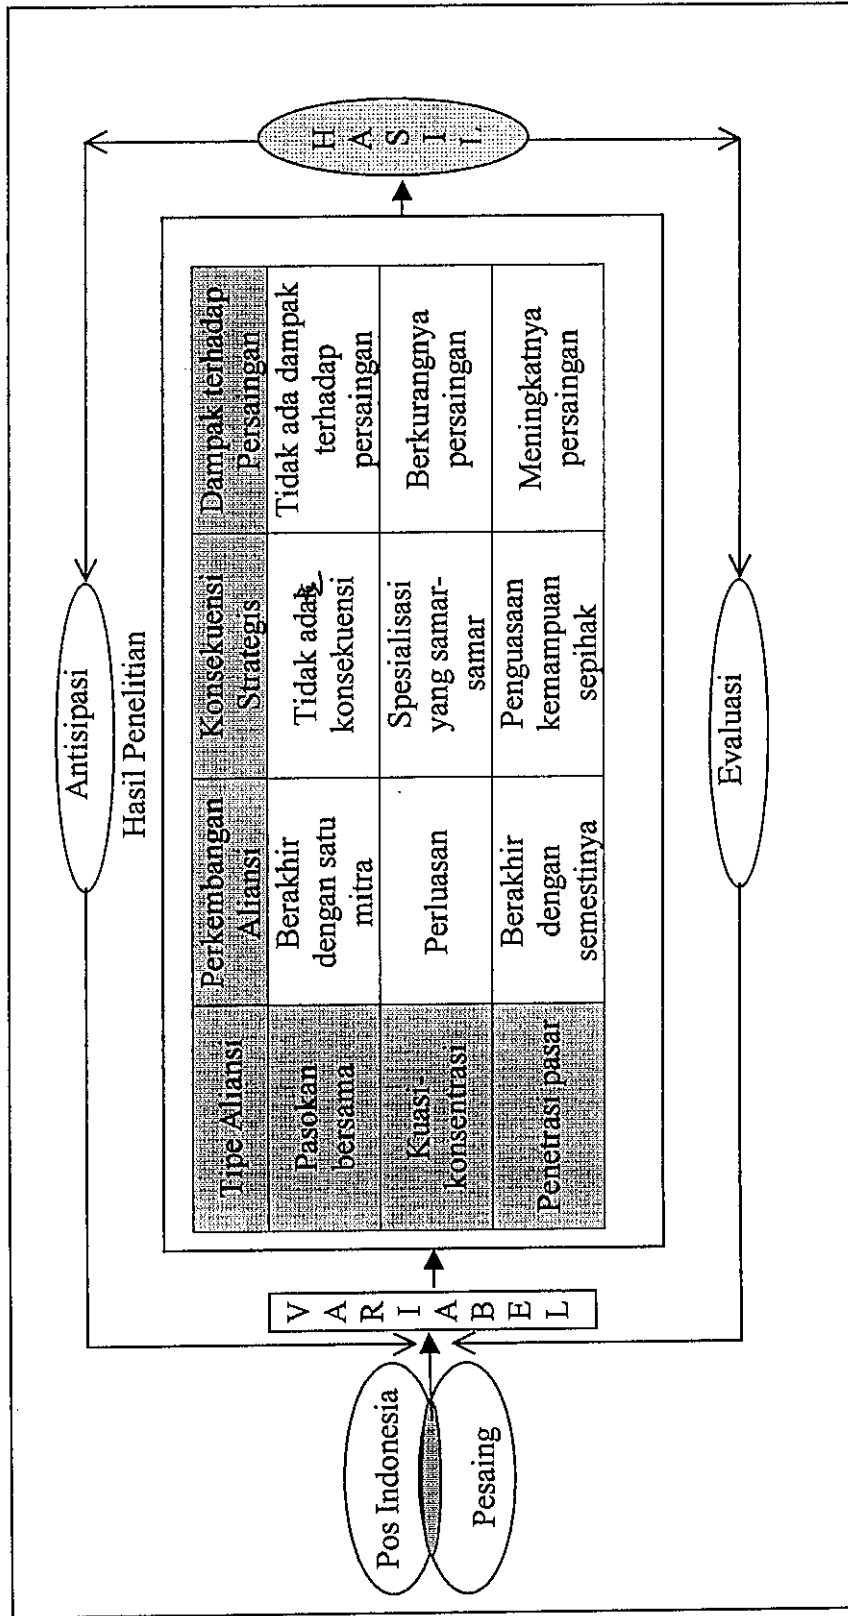 Antisipasi
Hasil Penelitian
Pos Indonesia
Pesaing
V
A
R
I
A
B
E
L
Tipe Aliansi
Perkembangan
Aliansi
Konsekuensi
Strategis
Dampak terhadap
Persaingan
Pasokan
bersama
Berakhir
dengan satu
mitra
Tidak adak
konsekuensi
Tidak ada dampak
terhadap
persaingan
Kuasi-
konsentrasi
Perluasan
Spesialisasi
yang samar-
samar
Berkurangnya
persaingan
Penetrasi pasar
Berakhir
dengan
semestinya
Penguasaan
kemampuan
sepihak
Meningkatnya
persaingan
H
A
S
I
L
Evaluasi